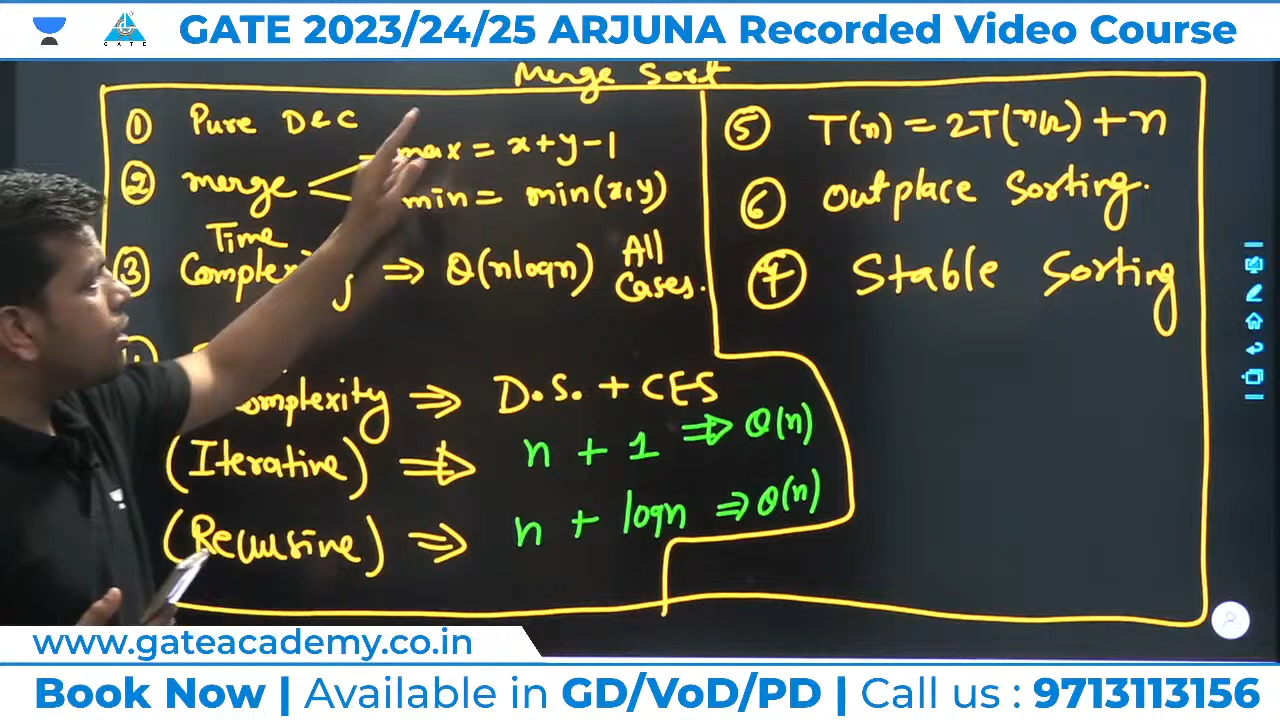 GATE 2023/24/25 ARJUNA Recorded Video Course
GATE
Merge Sort
① Pure D & C
② merge
max = x+y-1
min = min(x,y)
③ Time
⇒ θ(nlogn) All
Cases.
⇒ D.S. + CES
(Iterative) ⇒ n + 1 ⇒ θ(n)
(Recursive) ⇒ n + logn ⇒ θ(n)
⑤ T(n) = 2T(n/2) + n
⑥ Outplace Sorting.
⑦ Stable Sorting
www.gateacademy.co.in
Book Now | Available in GD/VoD/PD | Call us : 9713113156